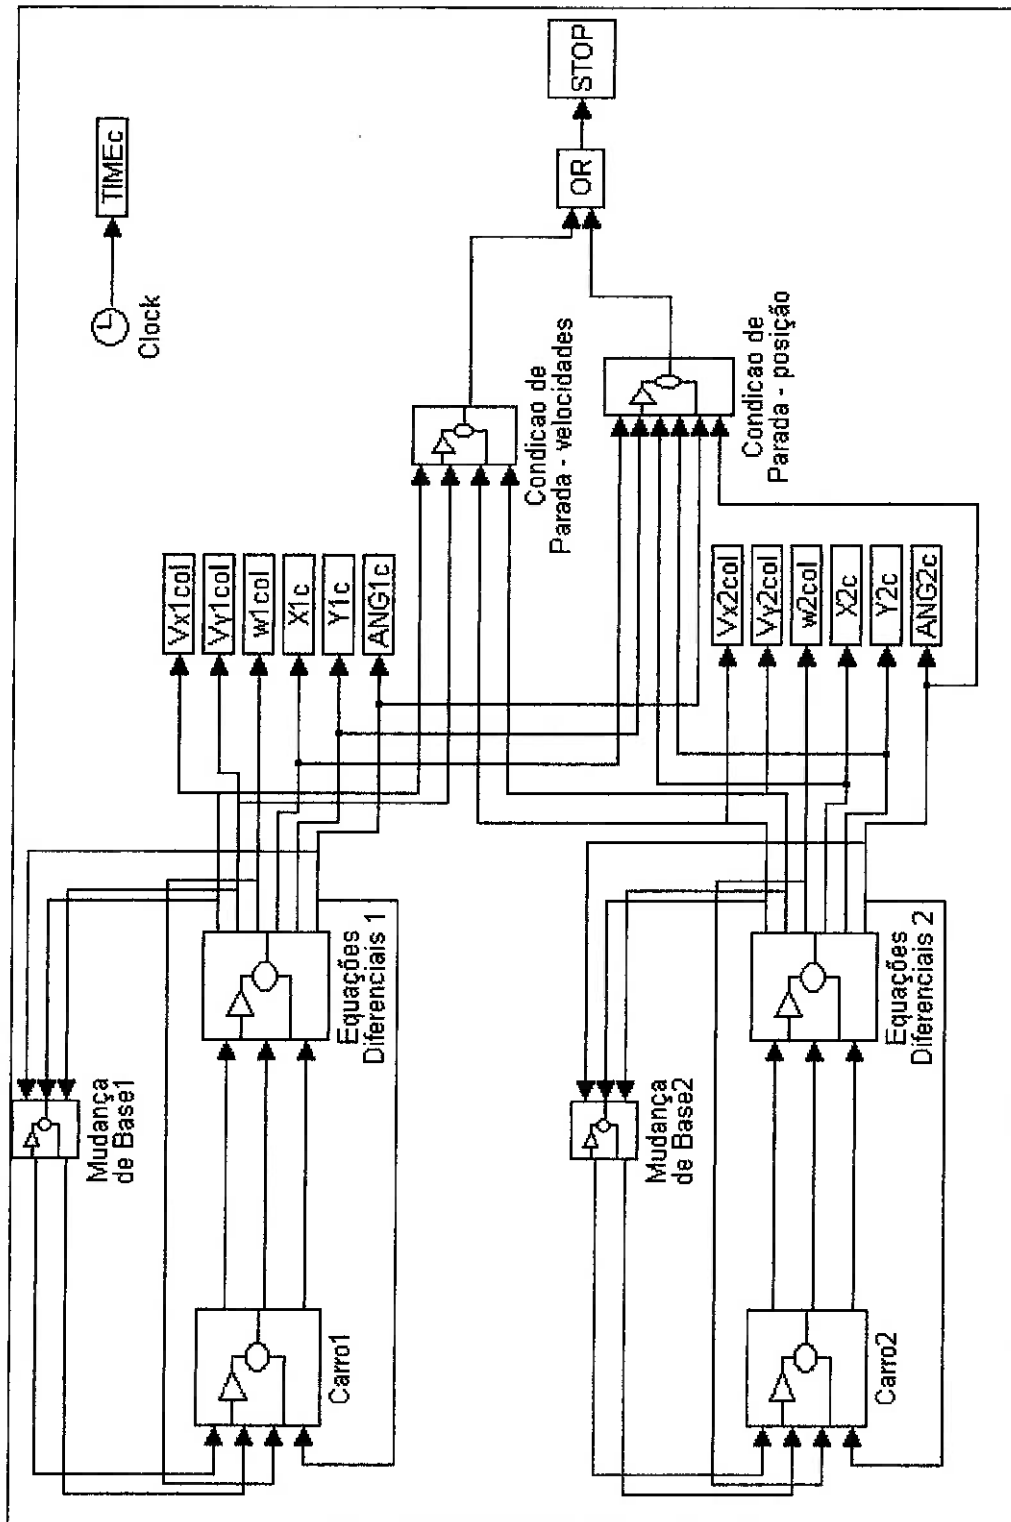 Clock
TIMEc
Mudança
de Base1
Carro1
Equações
Diferenciais 1
Vx1col
Vy1col
w1col
X1c
Y1c
ANG1c
Condicao de
Parada - velocidades
OR
STOP
Condicao de
Parada - posição
Mudança
de Base2
Carro2
Equações
Diferenciais 2
Vx2col
Vy2col
w2col
X2c
Y2c
ANG2c